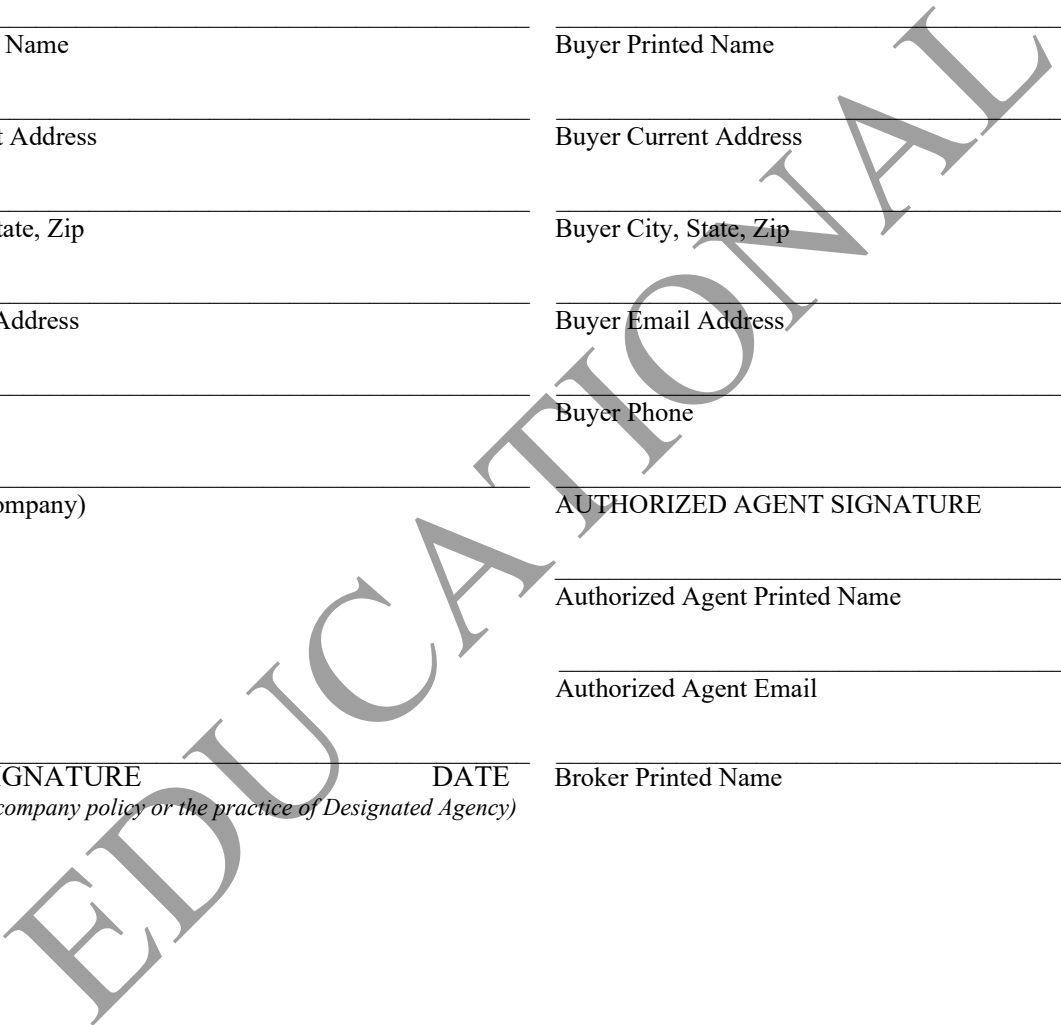 Name
Buyer Printed Name
t Address
Buyer Current Address
tate, Zip
Buyer City, State, Zip
Address
Buyer Email Address
Buyer Phone
ompany)
AUTHORIZED AGENT SIGNATURE
Authorized Agent Printed Name
Authorized Agent Email
IGNATURE DATE
Broker Printed Name
company policy or the practice of Designated Agency)
EDUCATIONAL